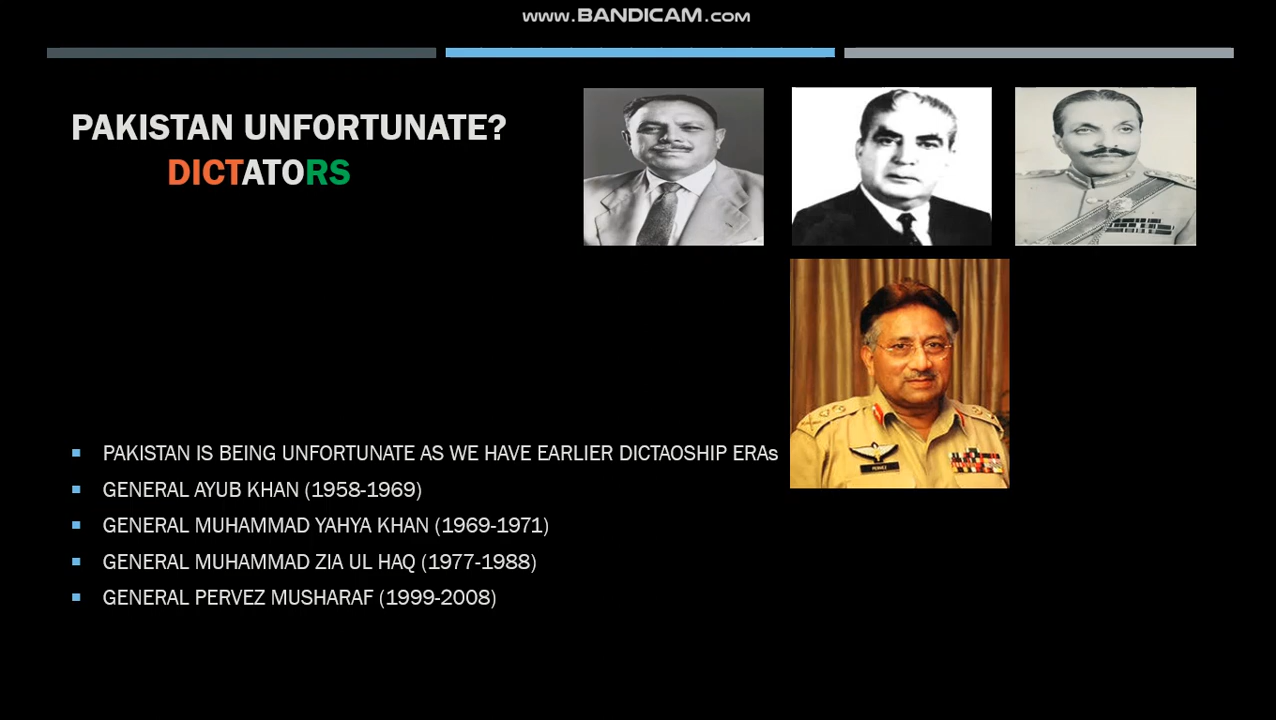 www.BANDICAM.com
PAKISTAN UNFORTUNATE?
DICTATORS
PAKISTAN IS BEING UNFORTUNATE AS WE HAVE EARLIER DICTAOSHIP ERAs
GENERAL AYUB KHAN (1958-1969)
GENERAL MUHAMMAD YAHYA KHAN (1969-1971)
GENERAL MUHAMMAD ZIA UL HAQ (1977-1988)
GENERAL PERVEZ MUSHARAF (1999-2008)
PERVEZ